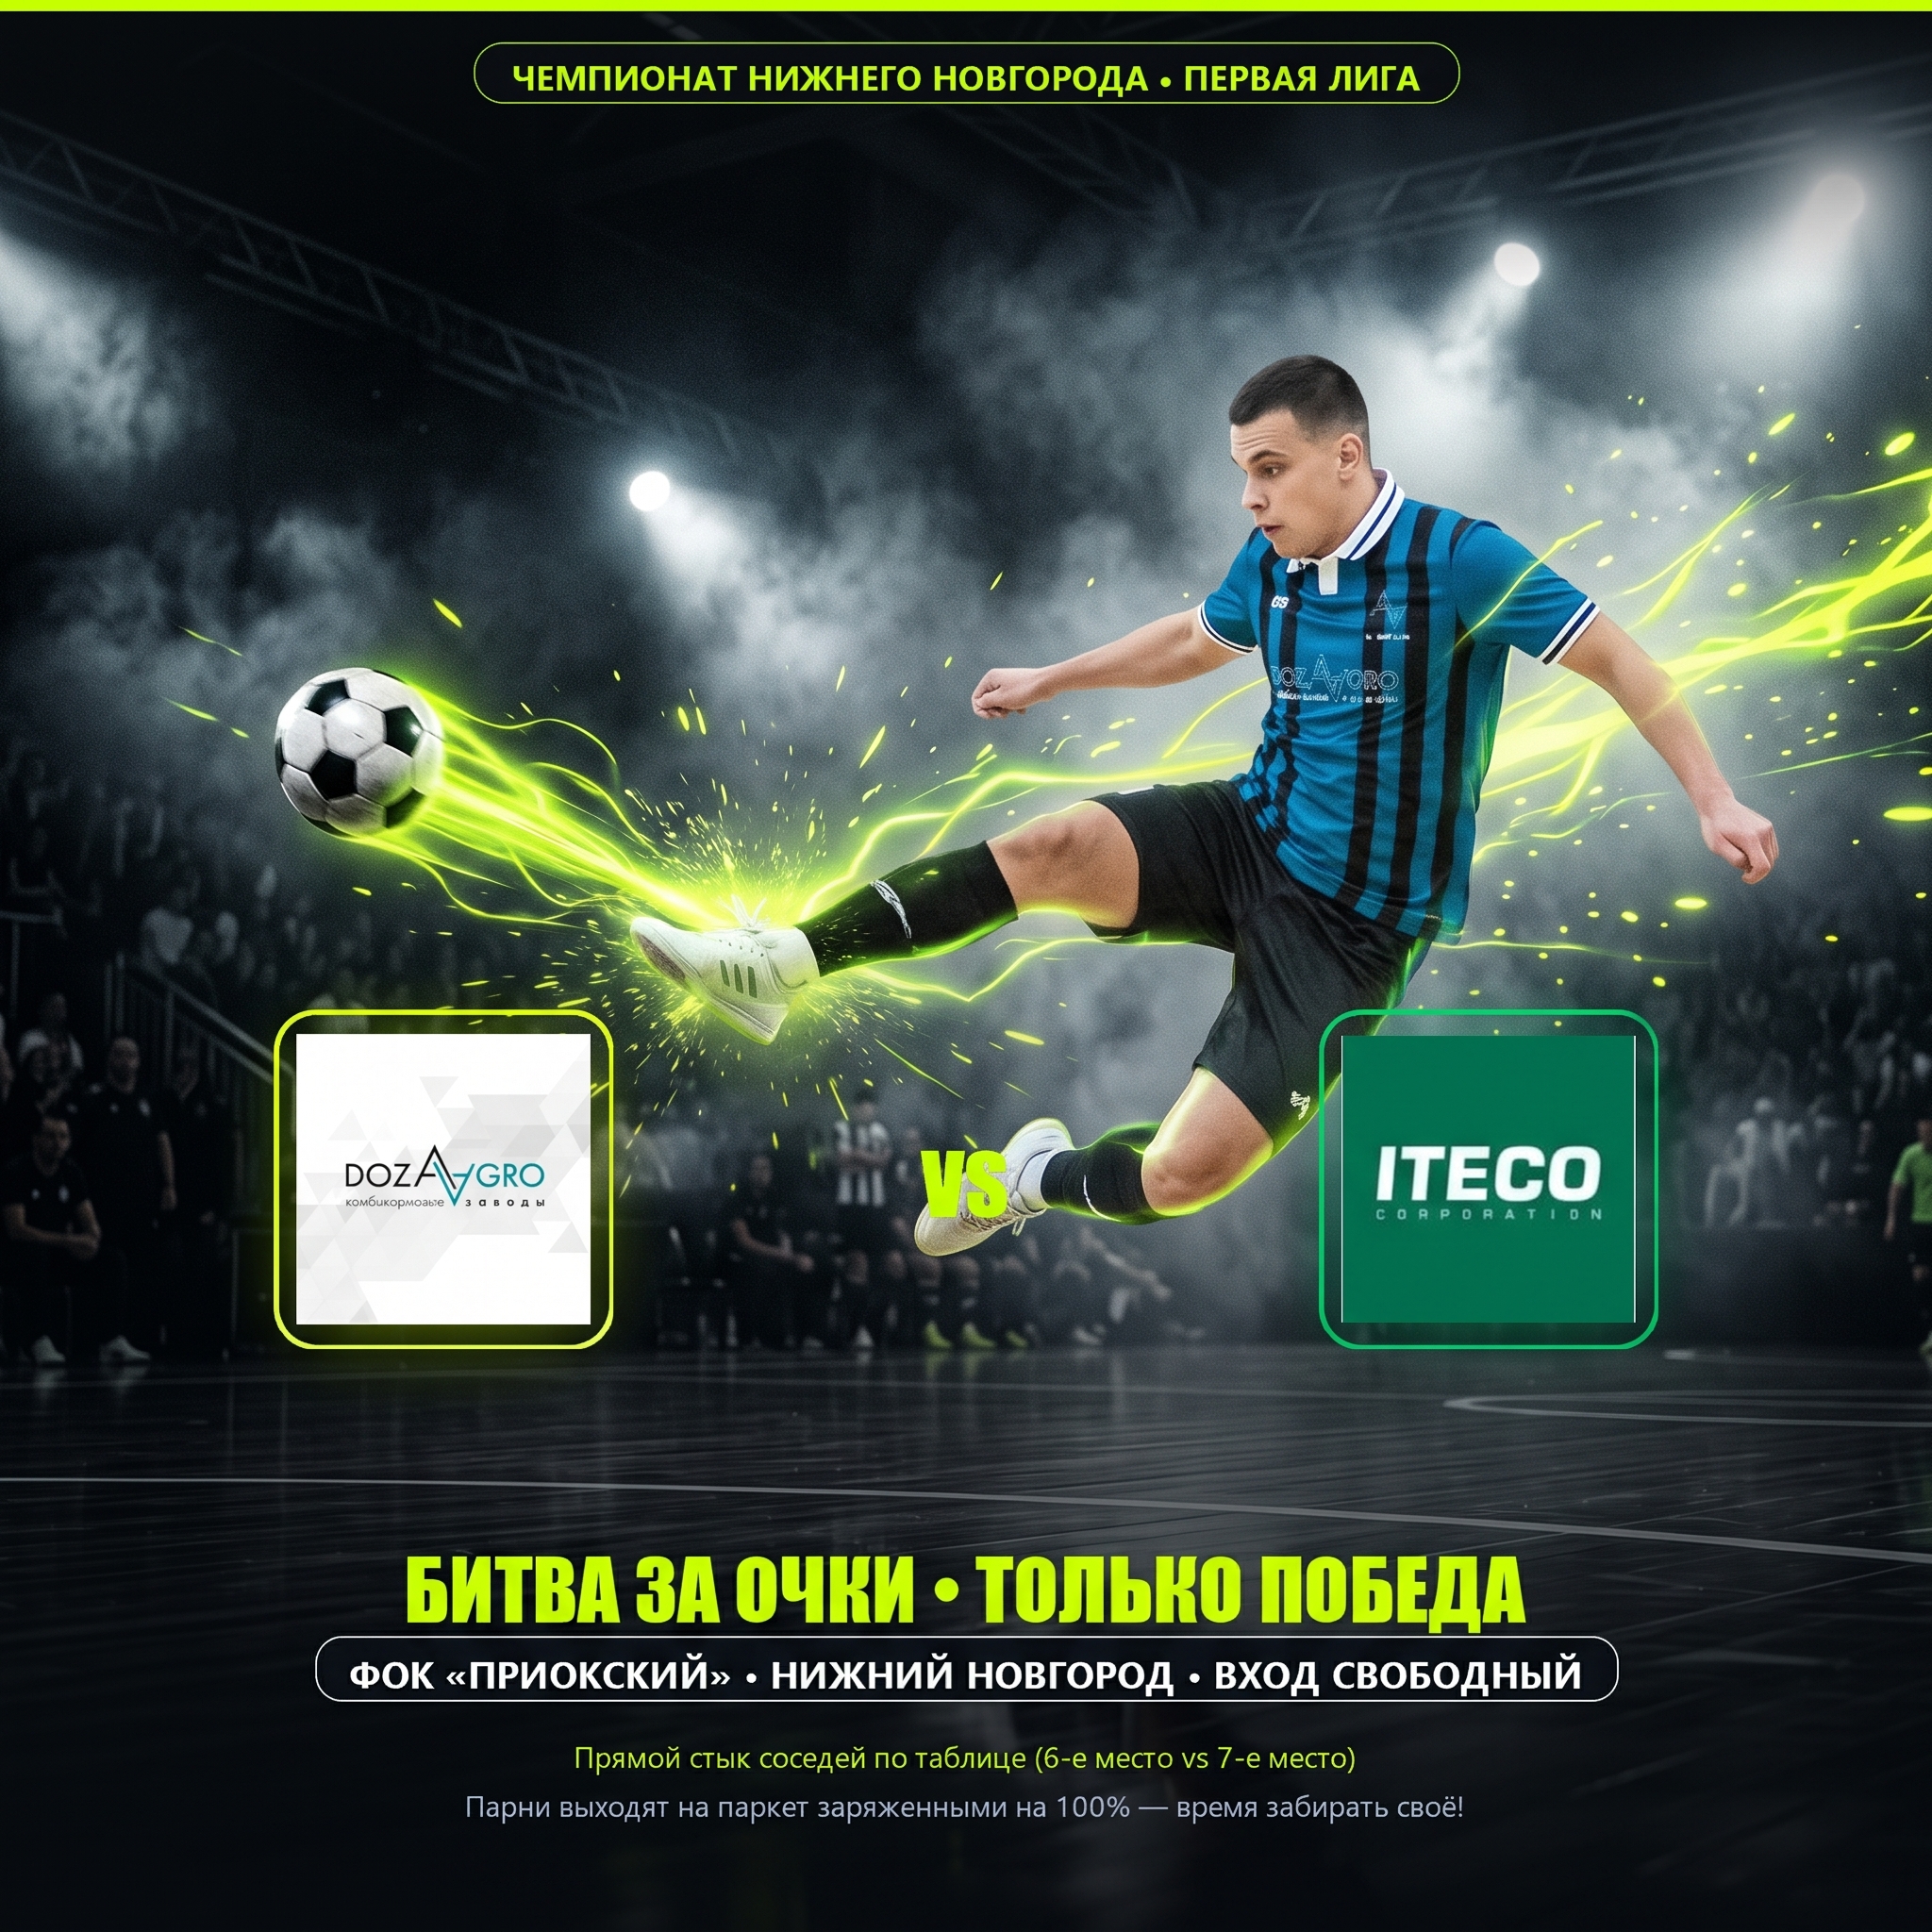 ЧЕМПИОНАТ НИЖНЕГО НОВГОРОДА • ПЕРВАЯ ЛИГА
GS
DOZAGRO
DOZAGRO
комбикормовые заводы
VS
ITECO
CORPORATION
БИТВА ЗА ОЧКИ • ТОЛЬКО ПОБЕДА
ФОК «ПРИОКСКИЙ» • НИЖНИЙ НОВГОРОД • ВХОД СВОБОДНЫЙ
Прямой стык соседей по таблице (6-е место vs 7-е место)
Парни выходят на паркет заряженными на 100% — время забирать своё!